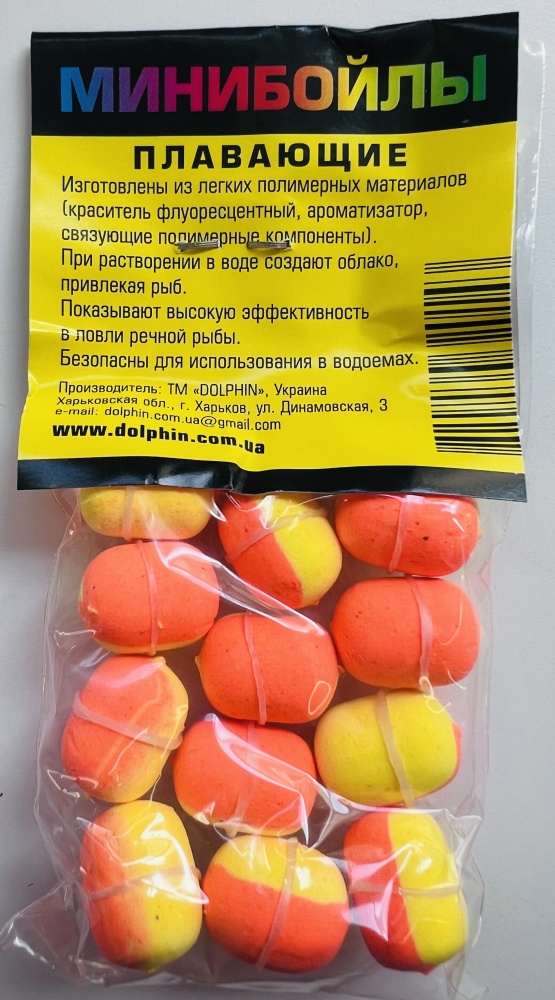 МИНИБОЙЛЫ
ПЛАВАЮЩИЕ
Изготовлены из легких полимерных материалов
(краситель флуоресцентный, ароматизатор,
связующие полимерные компоненты).
При растворении в воде создают облако,
привлекая рыб.
Показывают высокую эффективность
в ловли речной рыбы.
Безопасны для использования в водоемах.
Производитель: ТМ «DOLPHIN», Украина
Харьковская обл., г. Харьков, ул. Динамовская, 3
e-mail: dolphin.com.ua@gmail.com
www.dolphin.com.ua